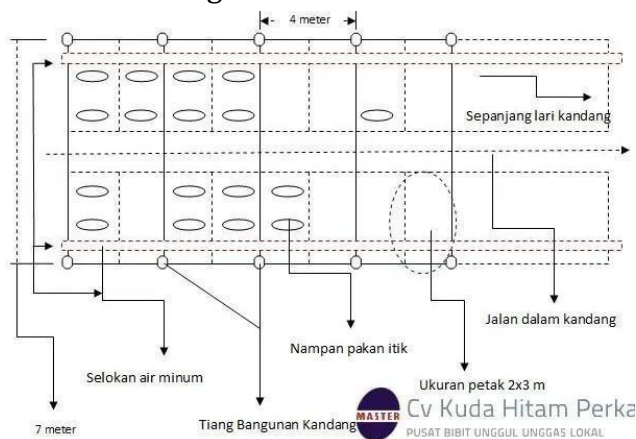 4 meter
Sepanjang lari kandang
Jalan dalam kandang
Nampan pakan itik
Selokan air minum
Ukuran petak 2x3 m
7 meter
Tiang Bangunan Kandang
MASTER
Cv Kuda Hitam Perka
PUSAT BIBIT UNGGUL UNGGAS LOKAL